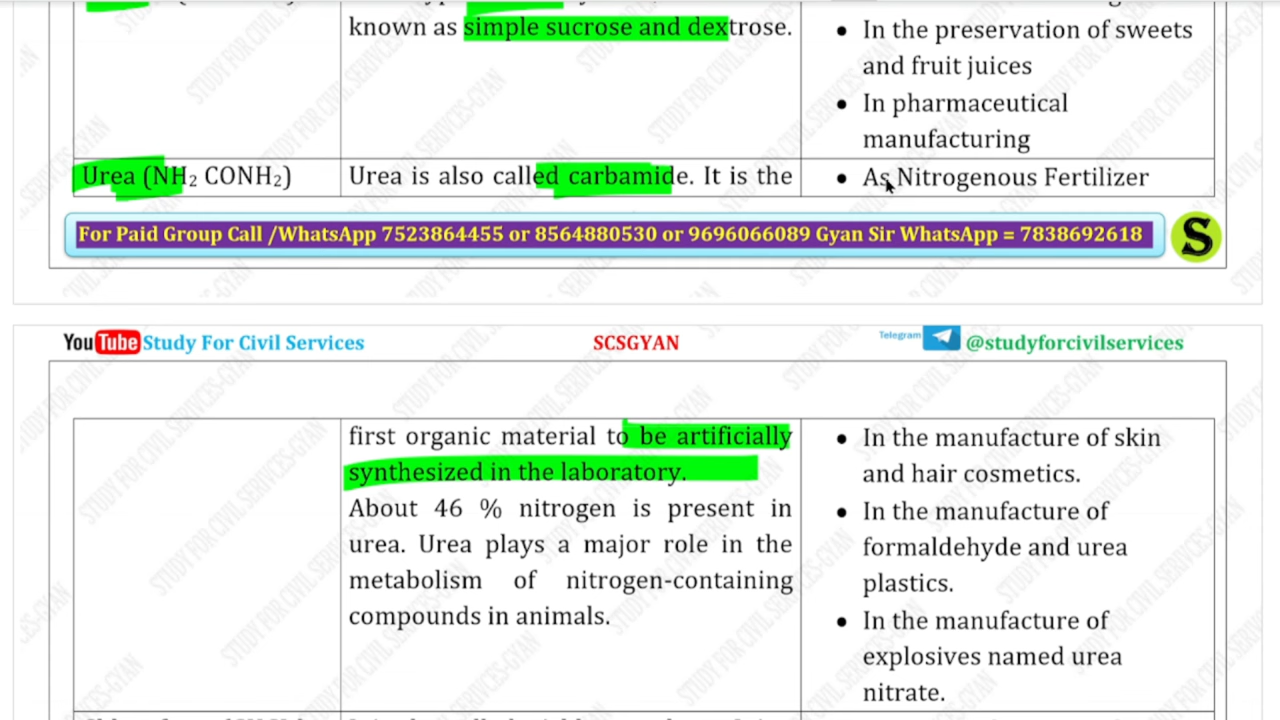 known as simple sucrose and dextrose.
In the preservation of sweets
and fruit juices
In pharmaceutical
manufacturing
Urea (NH₂ CONH₂)
Urea is also called carbamide. It is the
As Nitrogenous Fertilizer
For Paid Group Call /WhatsApp 7523864455 or 8564880530 or 9696066089 Gyan Sir WhatsApp = 7838692618
S
YouTube Study For Civil Services
SCSGYAN
Telegram @studyforcivilservices
first organic material to be artificially
synthesized in the laboratory.
About 46 % nitrogen is present in
urea. Urea plays a major role in the
metabolism of nitrogen-containing
compounds in animals.
In the manufacture of skin
and hair cosmetics.
In the manufacture of
formaldehyde and urea
plastics.
In the manufacture of
explosives named urea
nitrate.
STUDY FOR CIVIL SERIVICES-GYAN